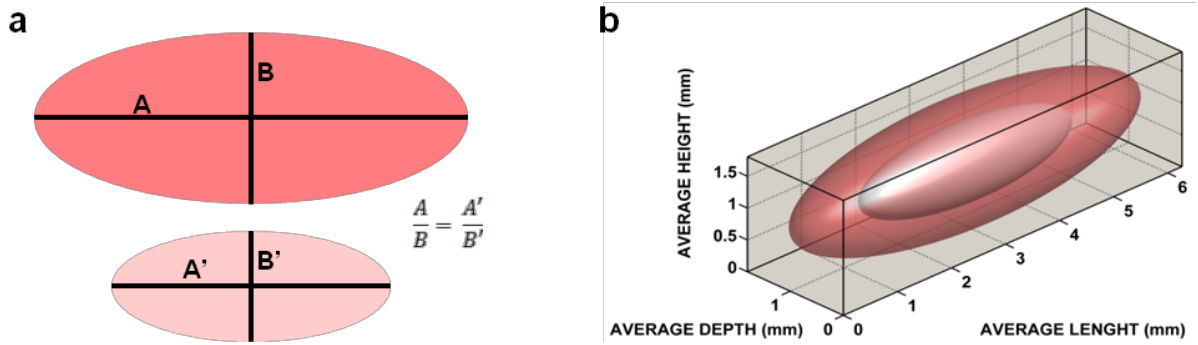 a
A
B
A/B = A'/B'
A'
B'
b
AVERAGE HEIGHT (mm)
1.5
1
0.5
0
1
0
AVERAGE DEPTH (mm)
0
1
2
3
4
5
6
AVERAGE LENGHT (mm)